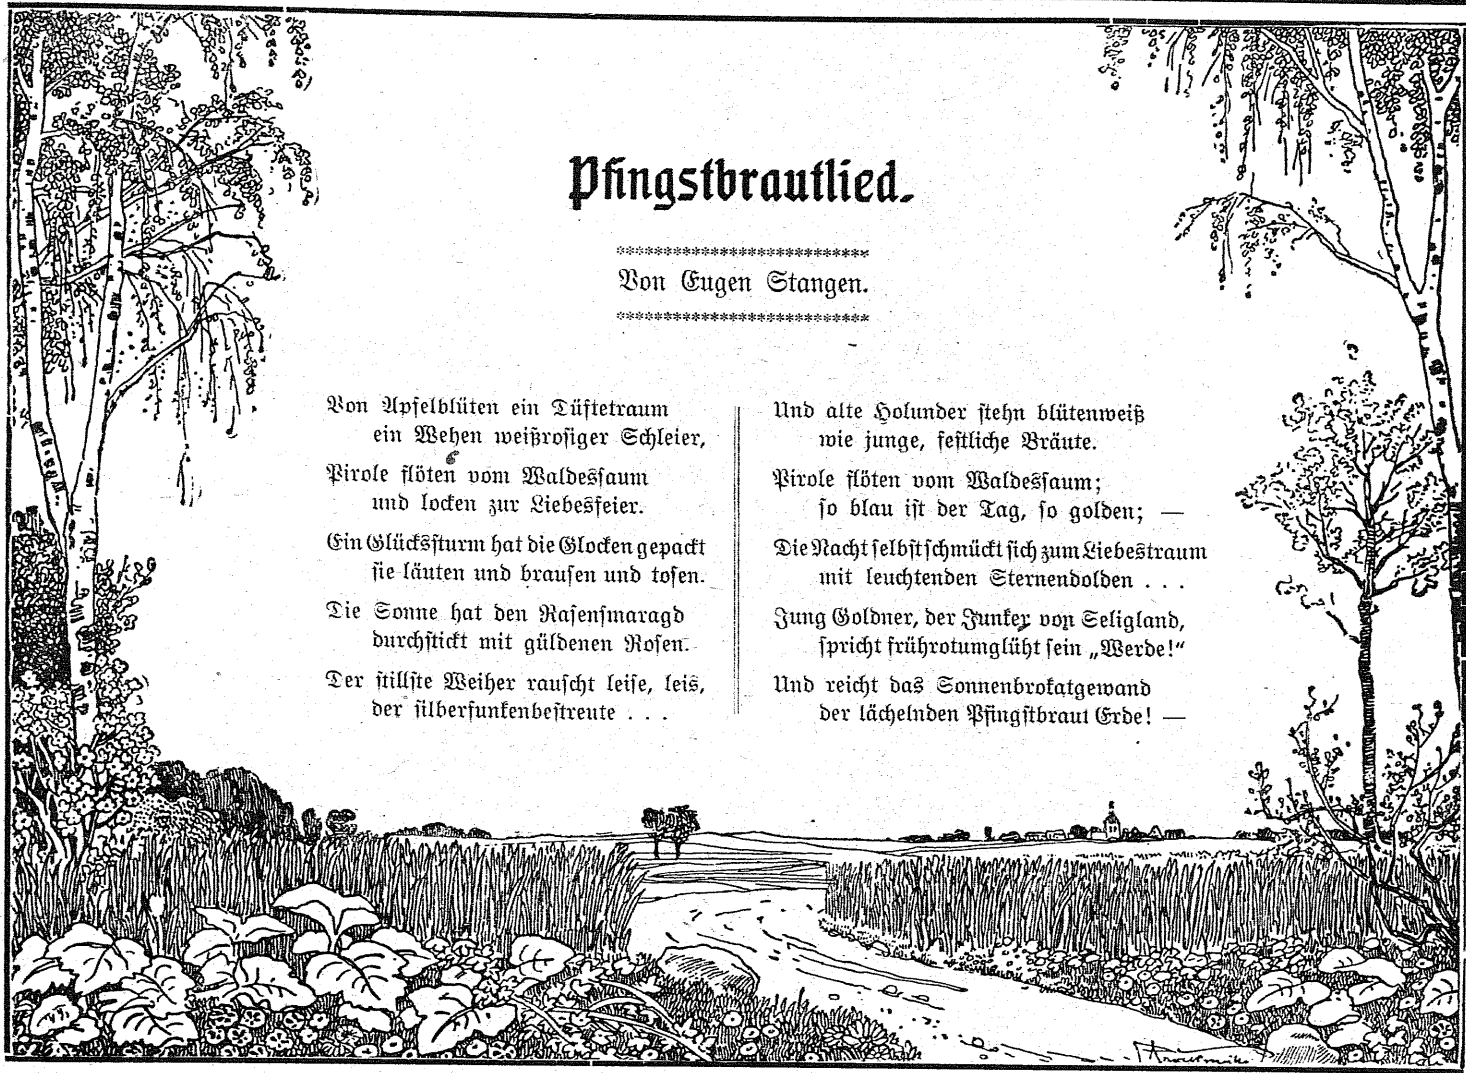 Pfingstbrautlied.
Von Eugen Stangen.
Von Apfelblüten ein Düftetraum
ein Wehen weißrosiger Schleier,
Pirole flöten vom Waldessaum
und locken zur Liebesfeier.
Ein Glückssturm hat die Glocken gepackt
sie läuten und brausen und tosen.
Die Sonne hat den Rasensmaragd
durchstickt mit güldenen Rosen.
Der stillste Weiher rauscht leise, leis,
der silberfunkenbestreute . . .
Und alte Holunder stehn blütenweiß
wie junge, festliche Bräute.
Pirole flöten vom Waldessaum;
so blau ist der Tag, so golden; —
Die Nacht selbst schmückt sich zum Liebestraum
mit leuchtenden Sternendolden . . .
Jung Goldner, der Junker von Seligland,
spricht frührotumglüht sein „Werde!“
Und reicht das Sonnenbrokatgewand
der lächelnden Pfingstbraut Erde! —